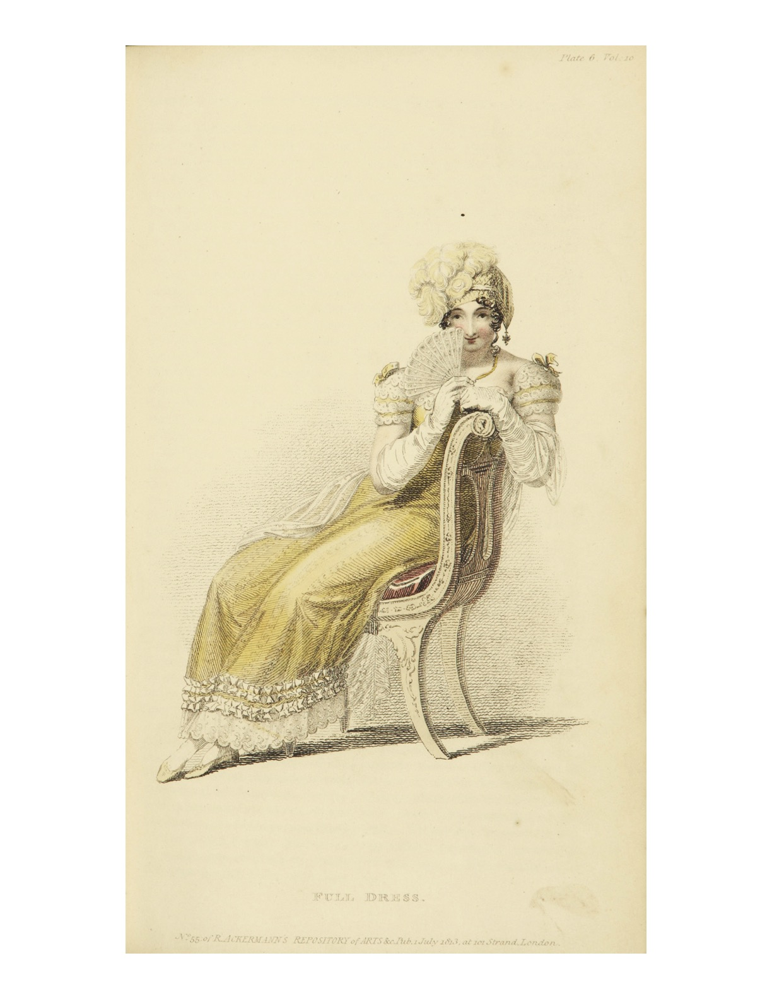 Plate 6. Vol. 10
FULL DRESS.
No. 55. of R. ACKERMANN'S REPOSITORY of ARTS &c. Pub. 1 July 1813, at 101 Strand, London.